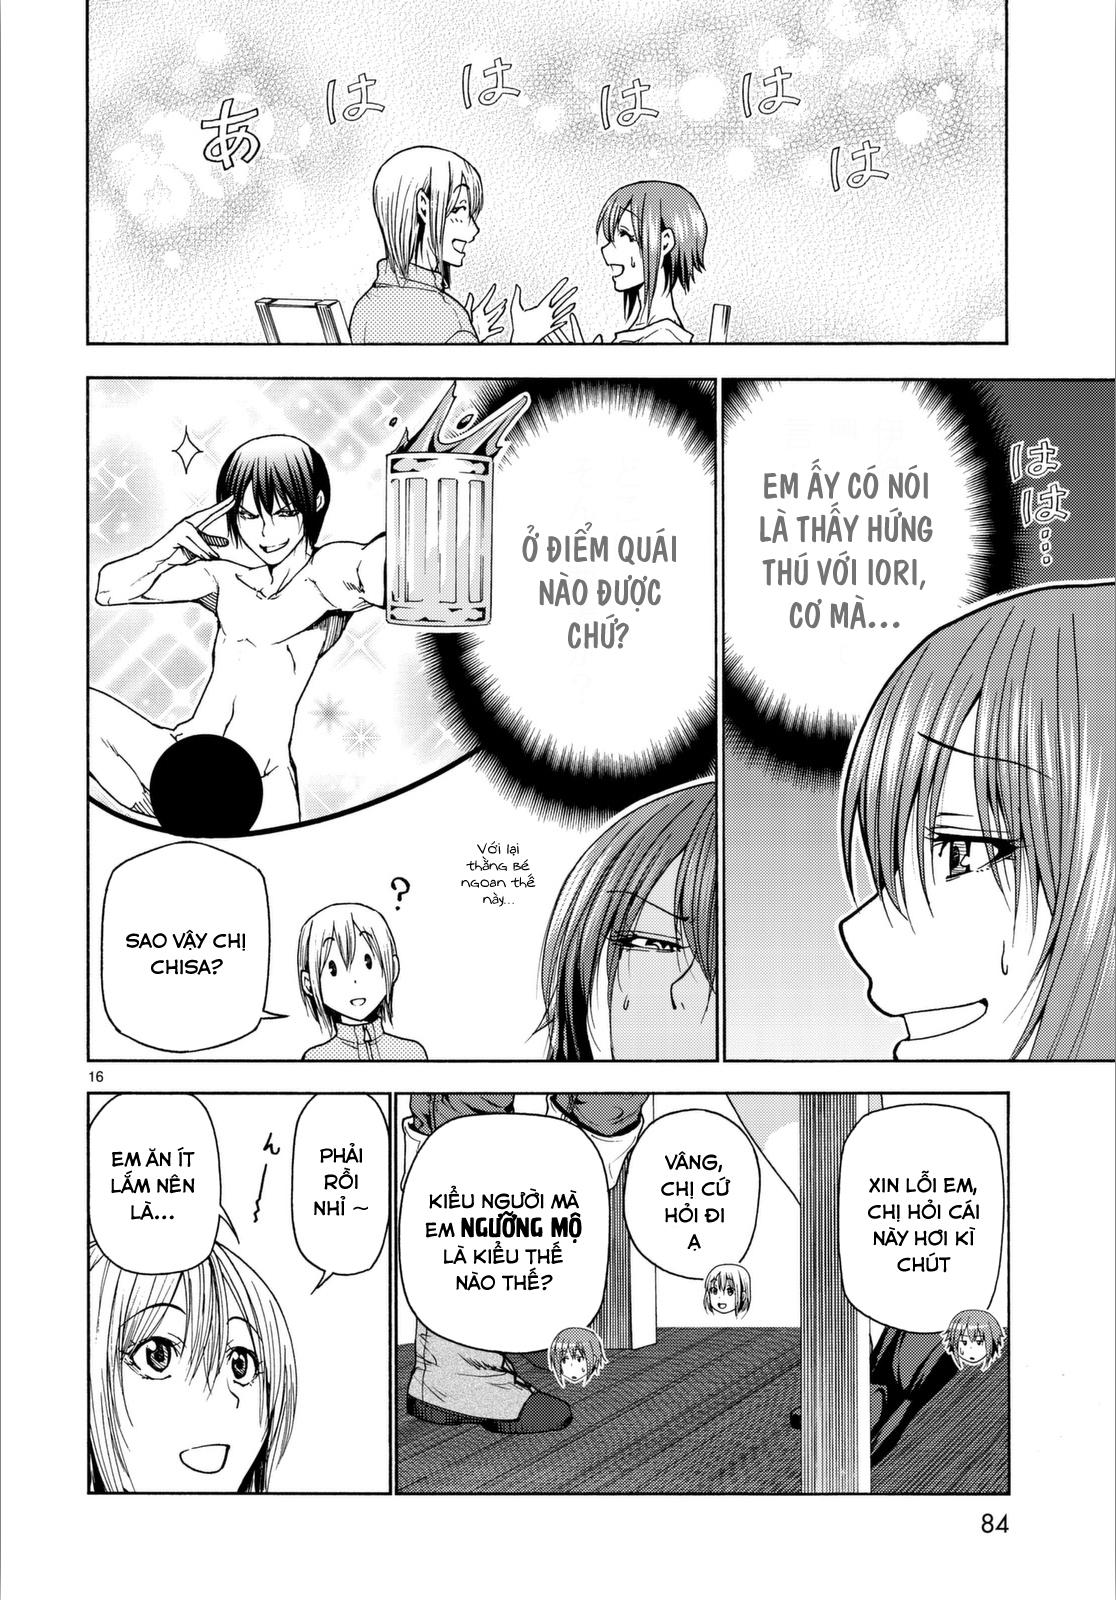 あ
は
は
は
は
は
はは…
EM ẤY CÓ NÓI
LÀ THẤY HỨNG
THÚ VỚI IORI,
CƠ MÀ...
Ở ĐIỂM QUÁI
NÀO ĐƯỢC
CHỨ?
Với lại
thằng bé
ngoan thế
này...
?
SAO VẬY CHỊ
CHISA?
16
XIN LỖI EM,
CHỊ HỎI CÁI
NÀY HƠI KÌ
CHÚT
VÂNG,
CHỊ CỨ
HỎI ĐI
Ạ
KIỂU NGƯỜI MÀ
EM NGƯỠNG MỘ
LÀ KIỂU THẾ
NÀO THẾ?
PHẢI
RỒI
NHỈ ~
ん
EM ĂN ÍT
LẮM NÊN
LÀ...
84